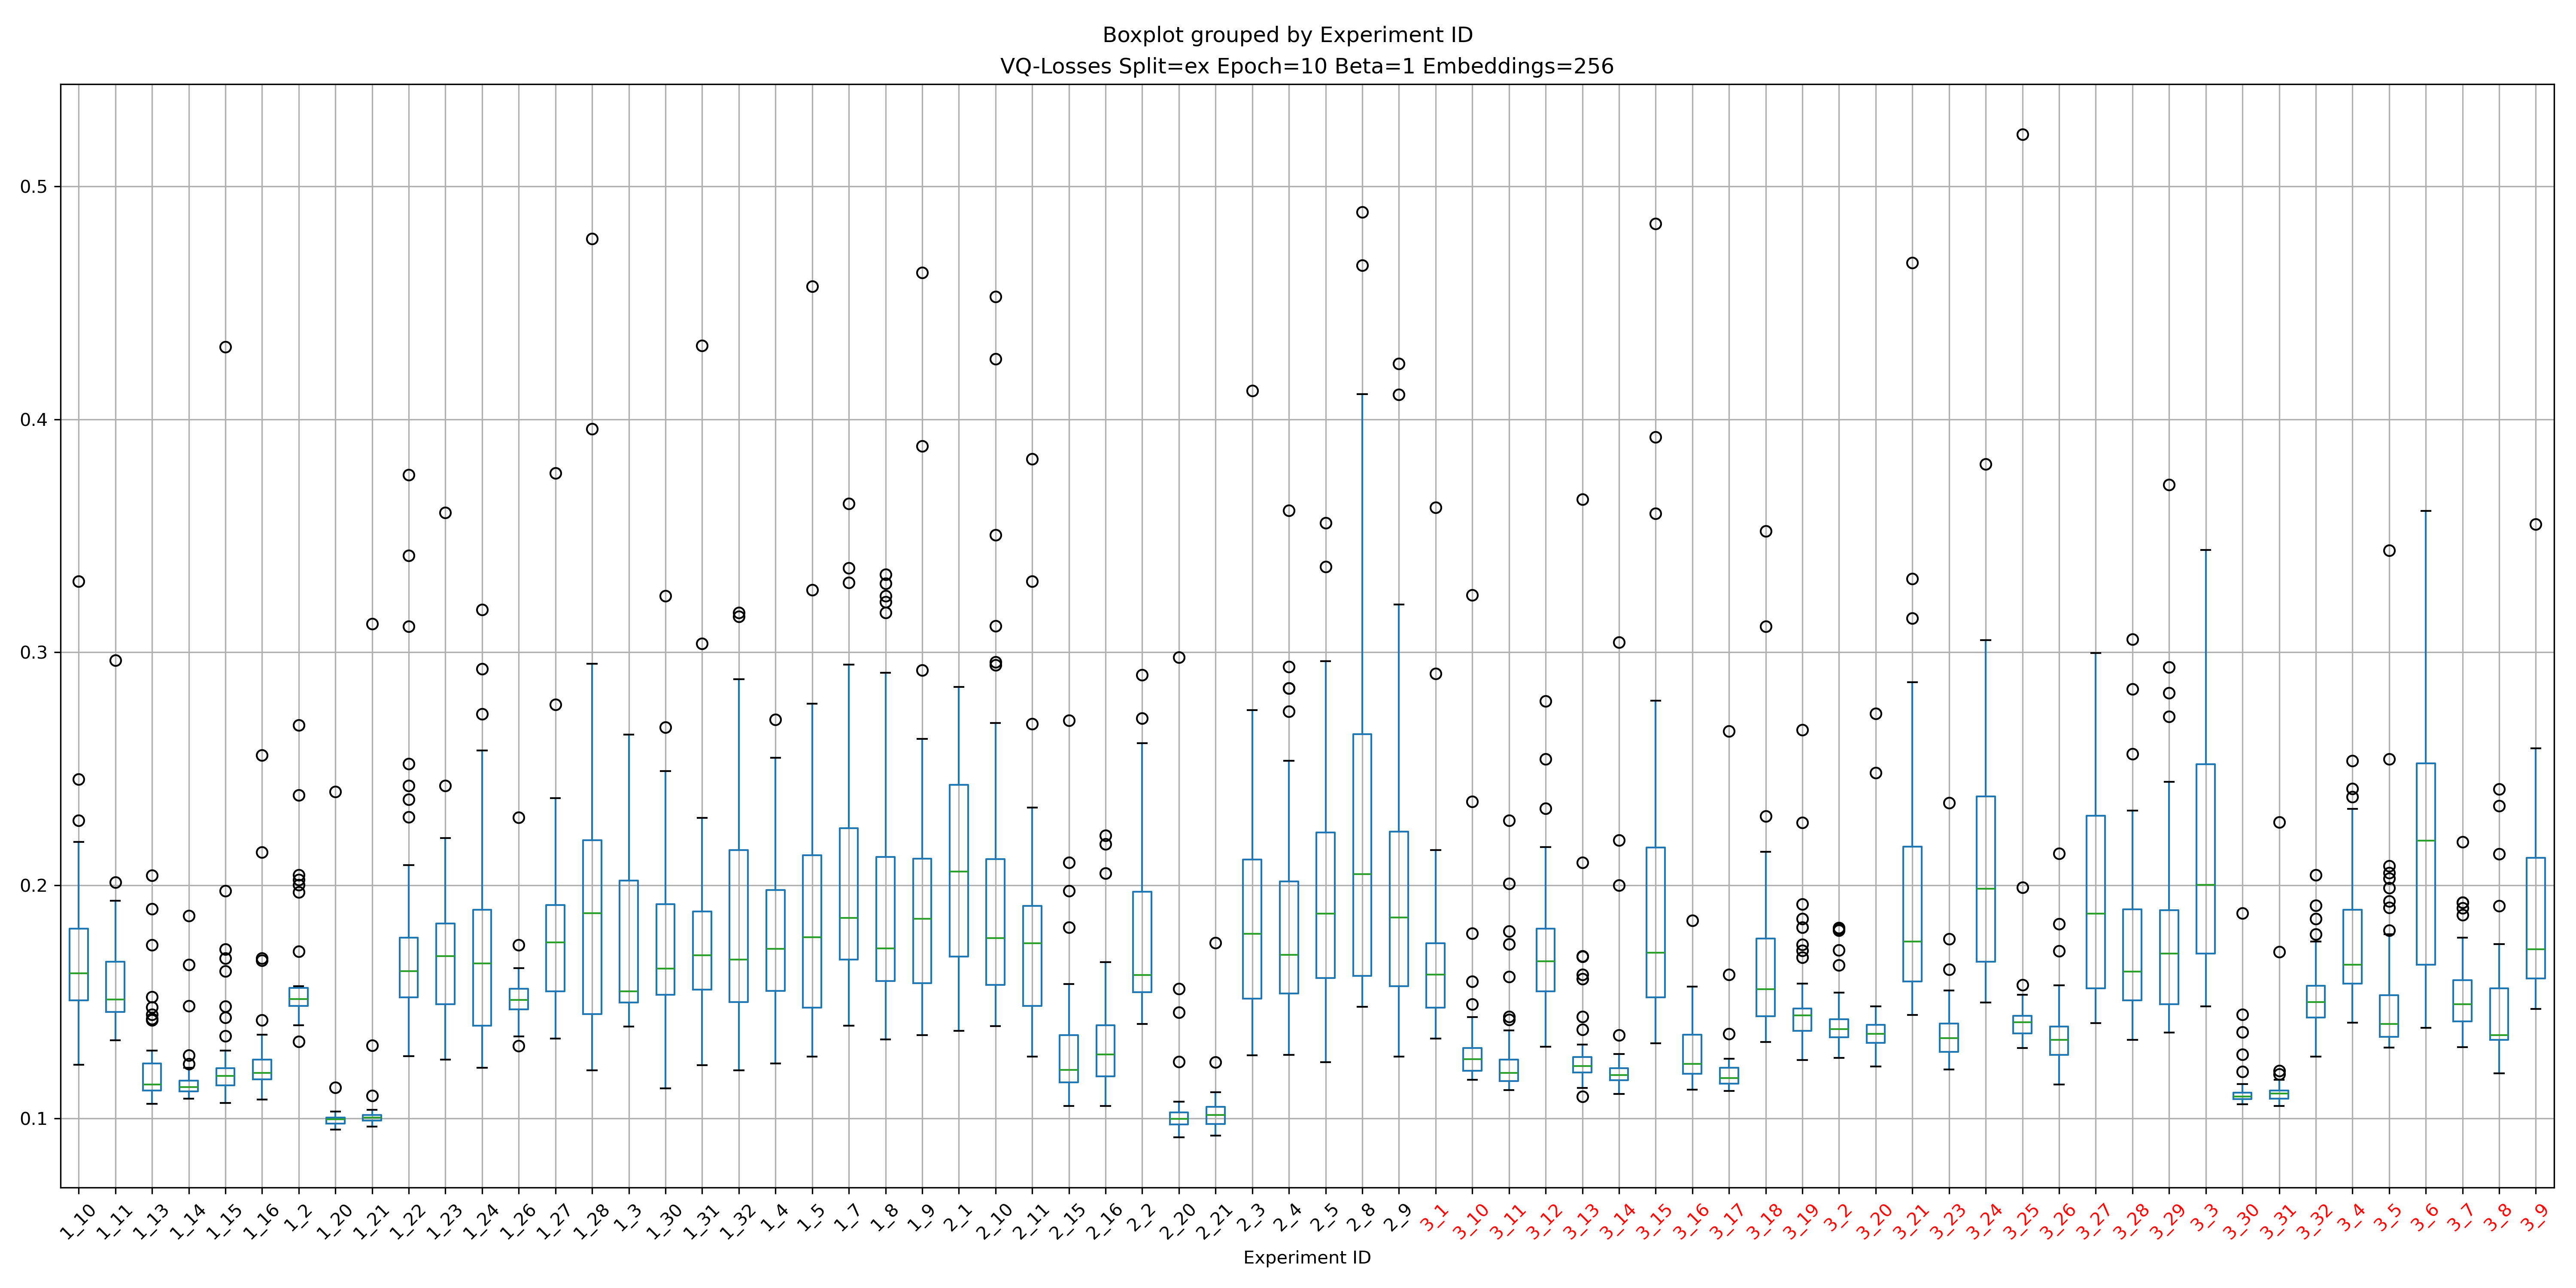 Boxplot grouped by Experiment ID
VQ-Losses Split=ex Epoch=10 Beta=1 Embeddings=256
0.5
0.4
0.3
0.2
0.1
1_10 1_11 1_13 1_14 1_15 1_16 1_2 1_20 1_21 1_22 1_23 1_24 1_26 1_27 1_28 1_3 1_30 1_31 1_32 1_4 1_5 1_7 1_8 1_9 2_1 2_10 2_11 2_15 2_16 2_2 2_20 2_21 2_3 2_4 2_5 2_8 2_9 3_1 3_10 3_11 3_12 3_13 3_14 3_15 3_16 3_17 3_18 3_19 3_2 3_20 3_21 3_23 3_24 3_25 3_26 3_27 3_28 3_29 3_3 3_30 3_31 3_32 3_4 3_5 3_6 3_7 3_8 3_9
Experiment ID